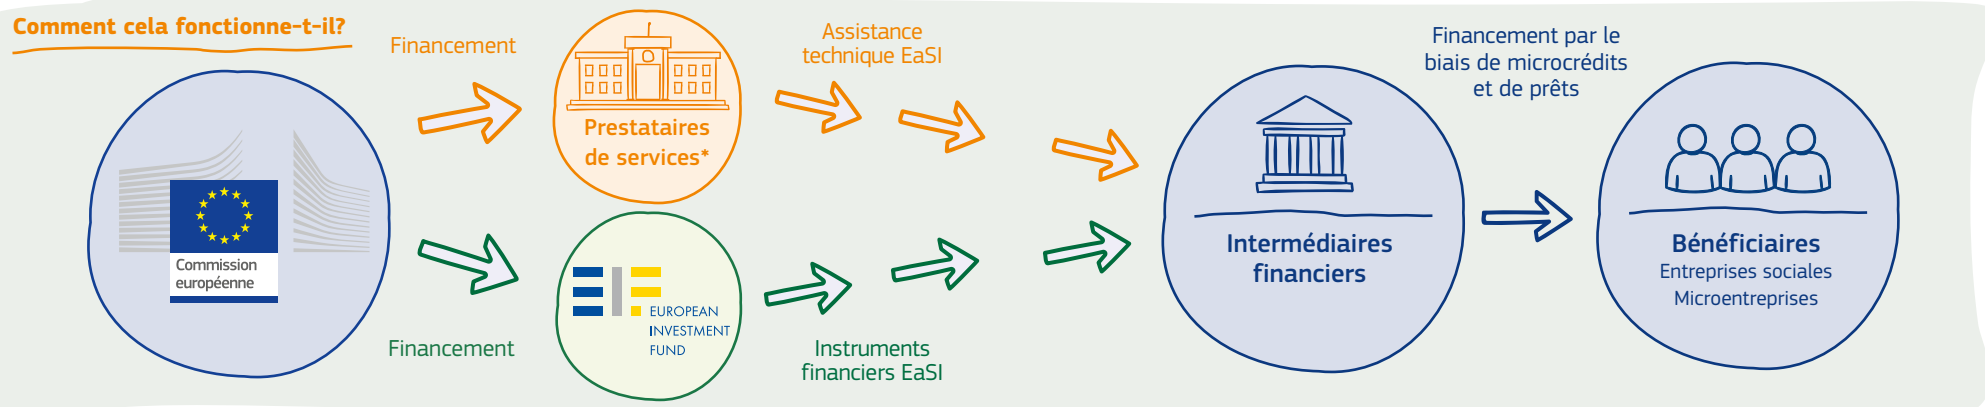 Comment cela fonctionne-t-il?
Financement
Prestataires
de services*
Assistance
technique EaSI
Commission
européenne
Financement
EUROPEAN
INVESTMENT
FUND
Instruments
financiers EaSI
Intermédiaires
financiers
Financement par le
biais de microcrédits
et de prêts
Bénéficiaires
Entreprises sociales
Microentreprises